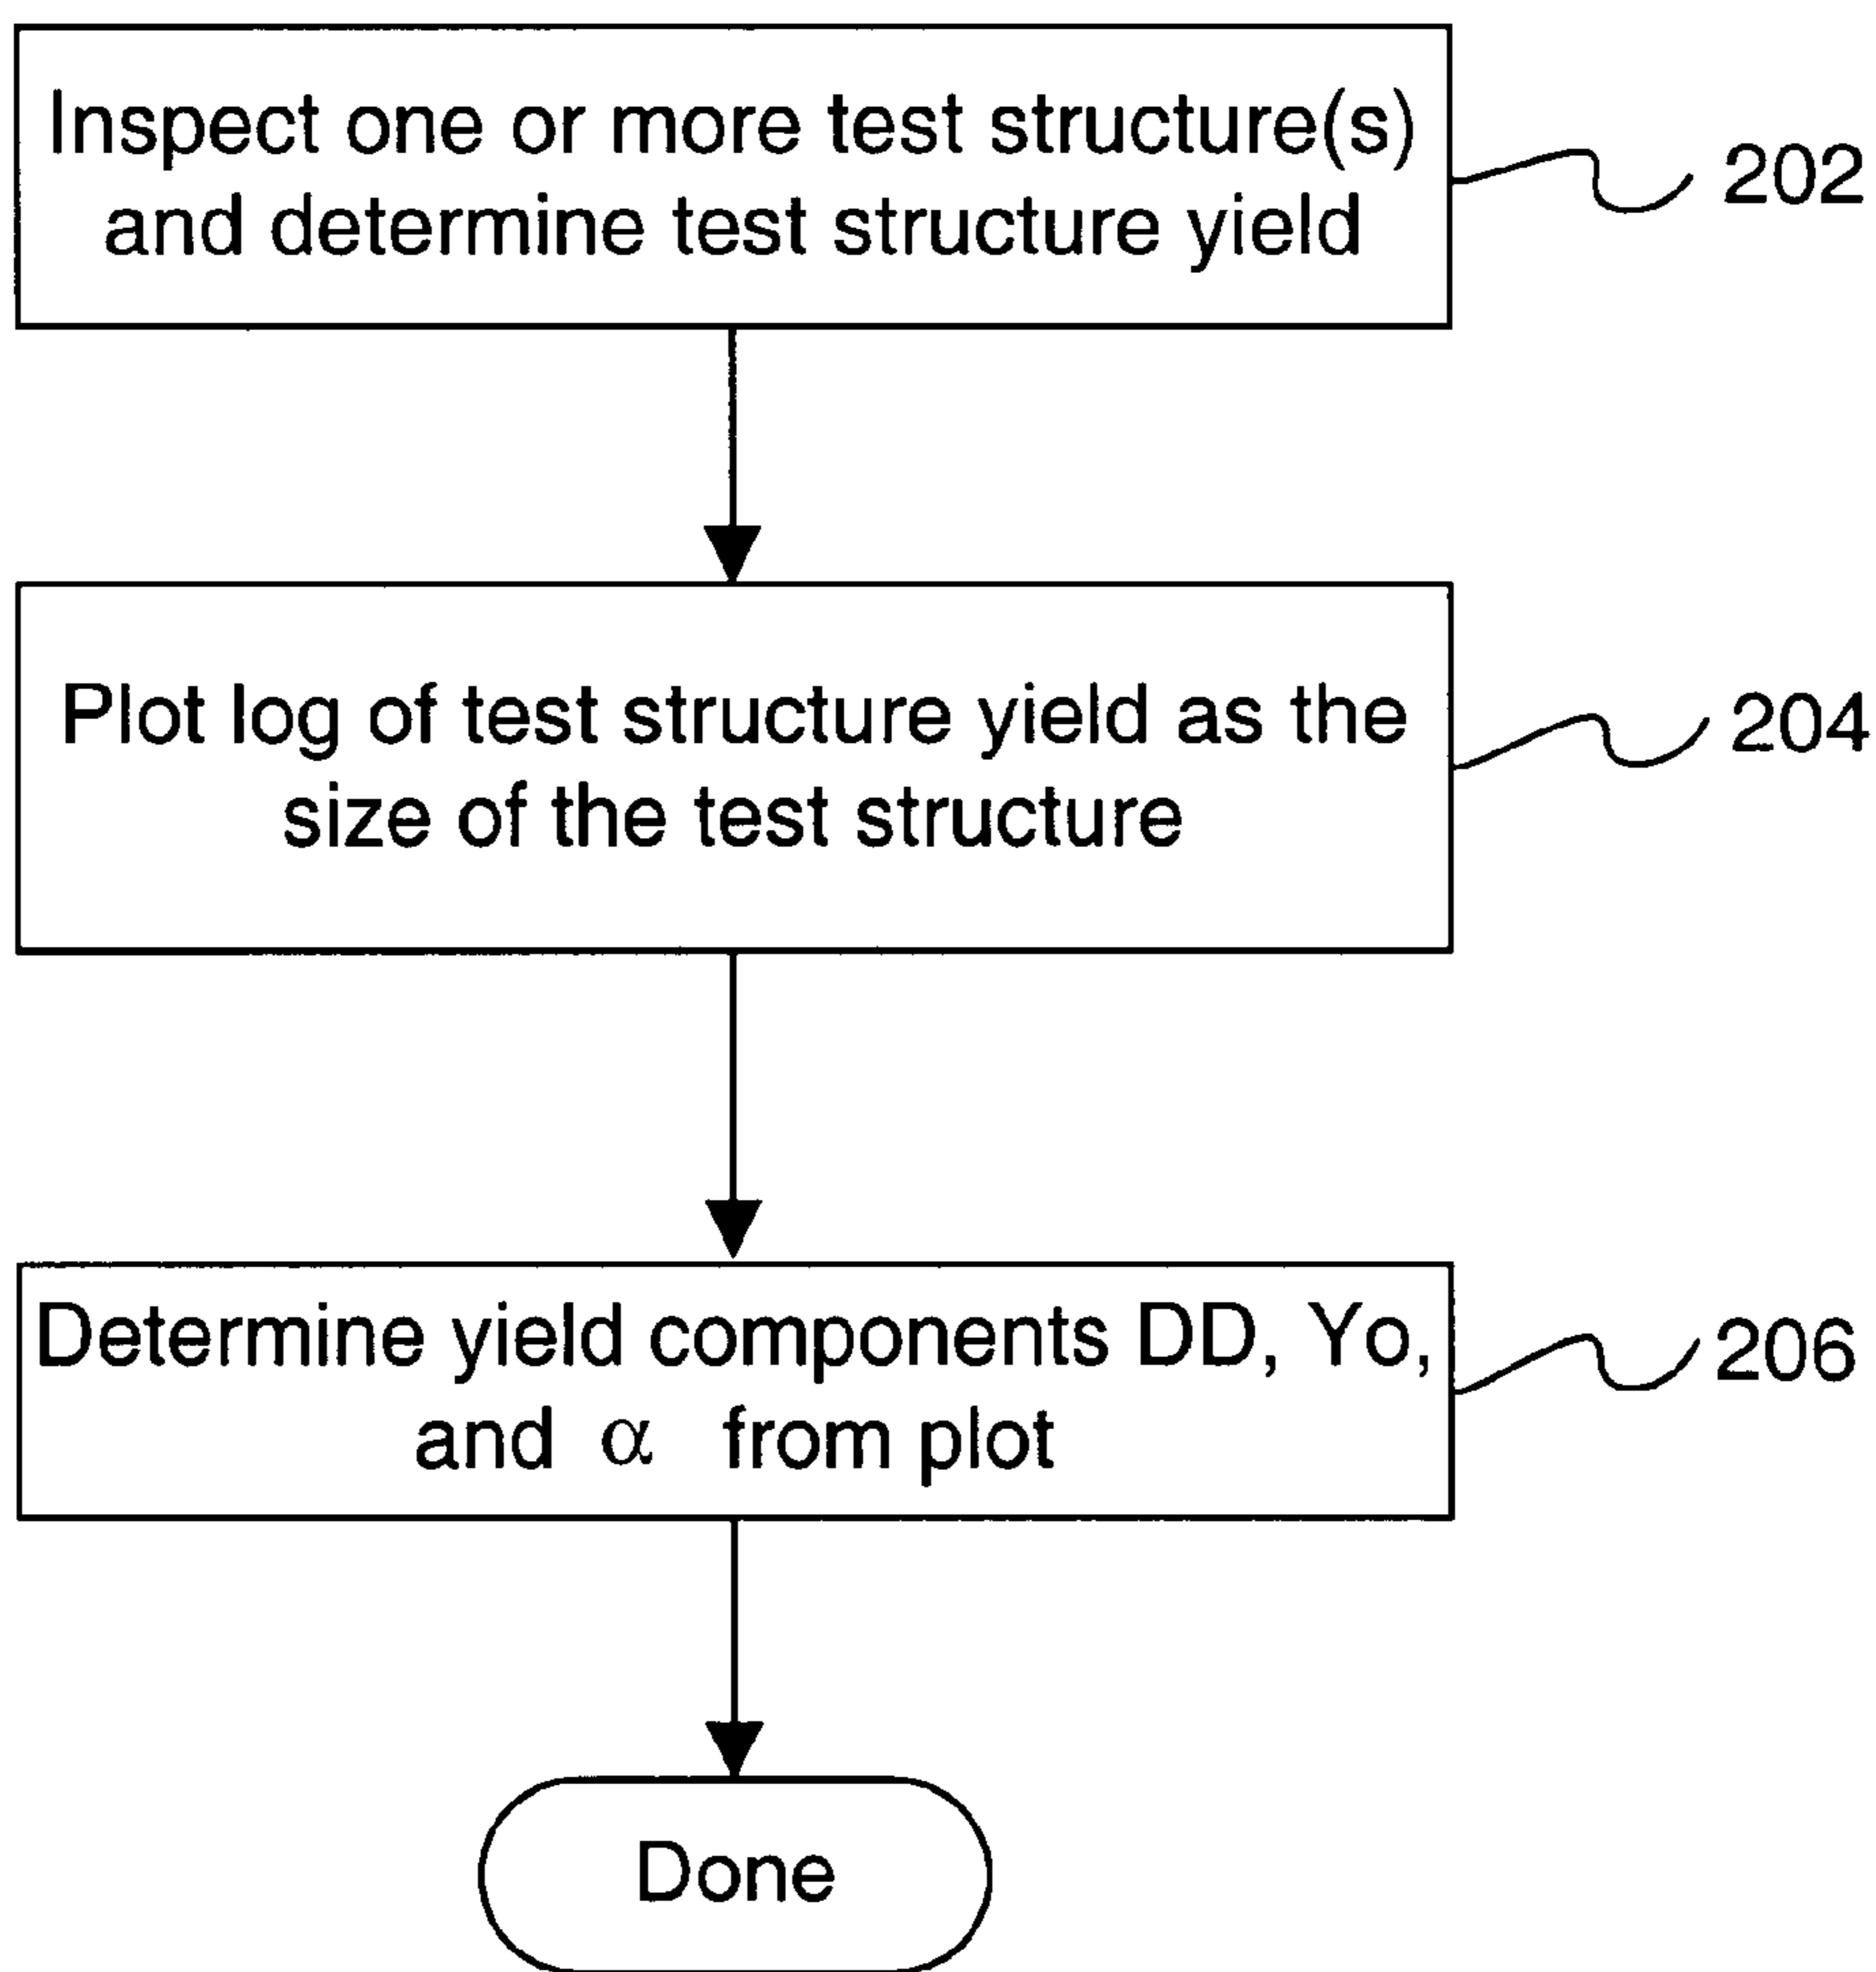 Inspect one or more test structure(s)
and determine test structure yield
202
Plot log of test structure yield as the
size of the test structure
204
Determine yield components DD, Yo,
and α from plot
206
Done